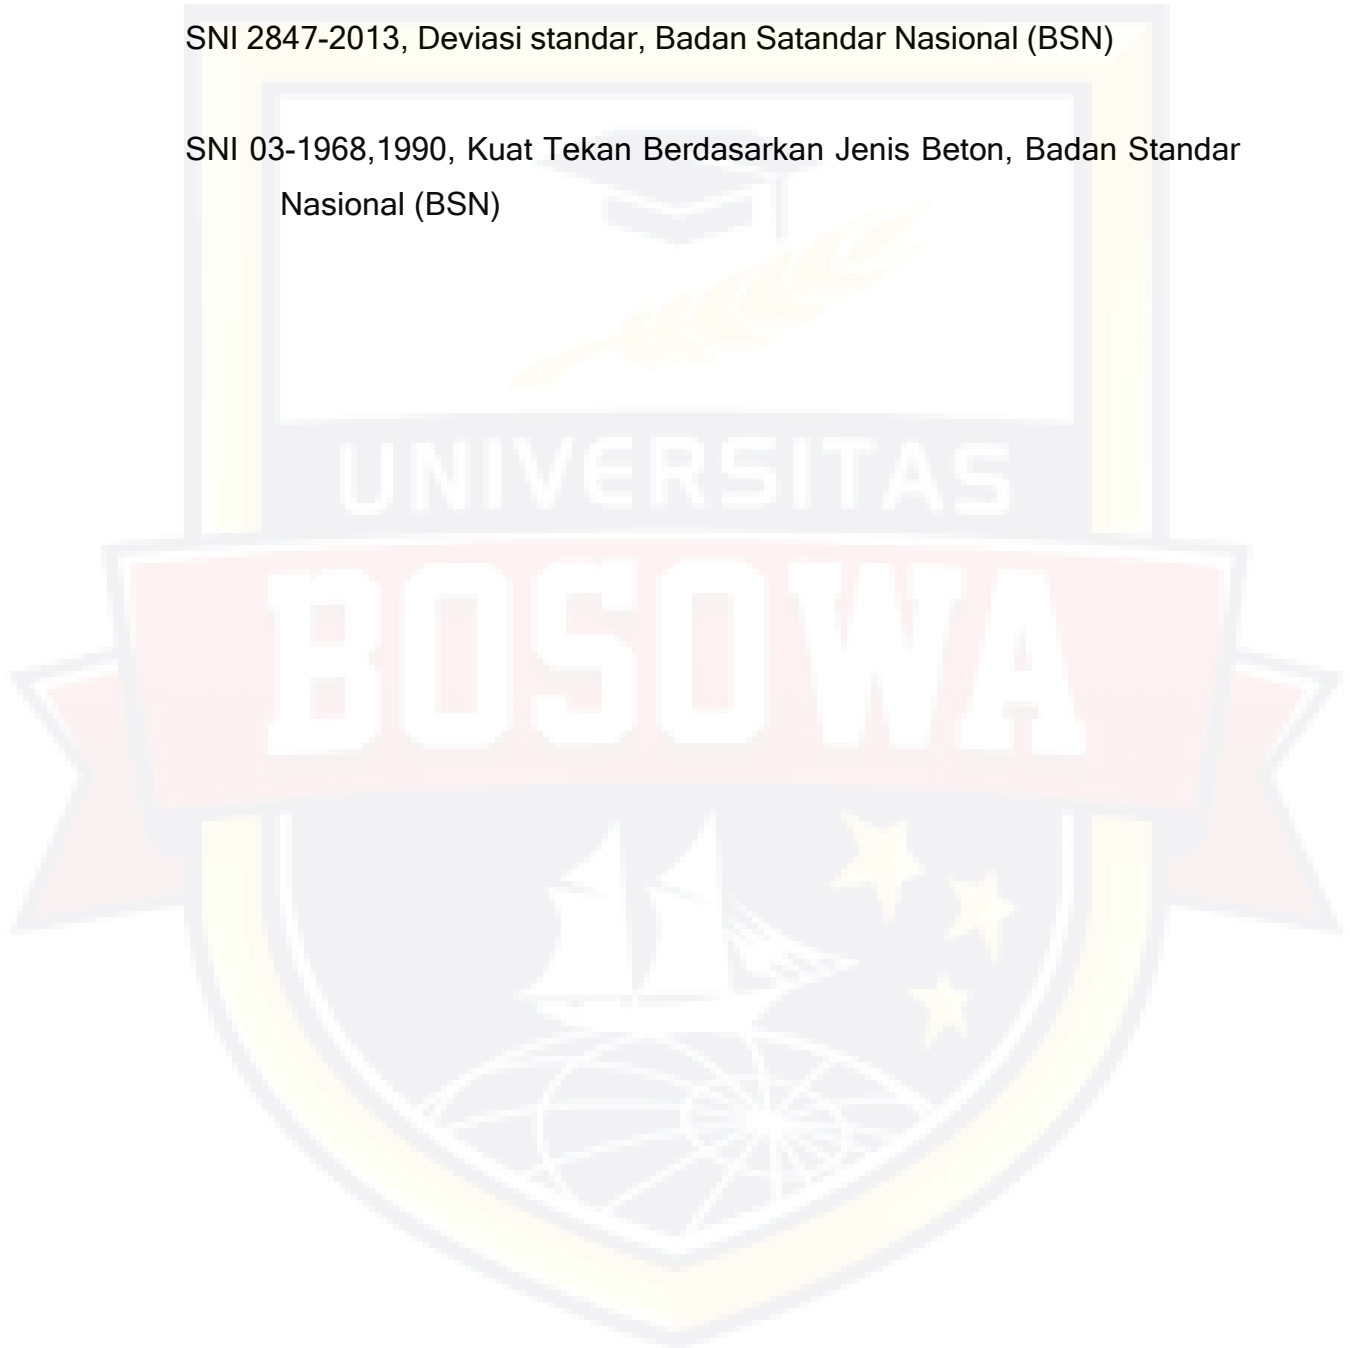 SNI 2847-2013, Deviasi standar, Badan Satandar Nasional (BSN)
SNI 03-1968,1990, Kuat Tekan Berdasarkan Jenis Beton, Badan Standar
Nasional (BSN)
UNIVERSITAS
BOSOWA